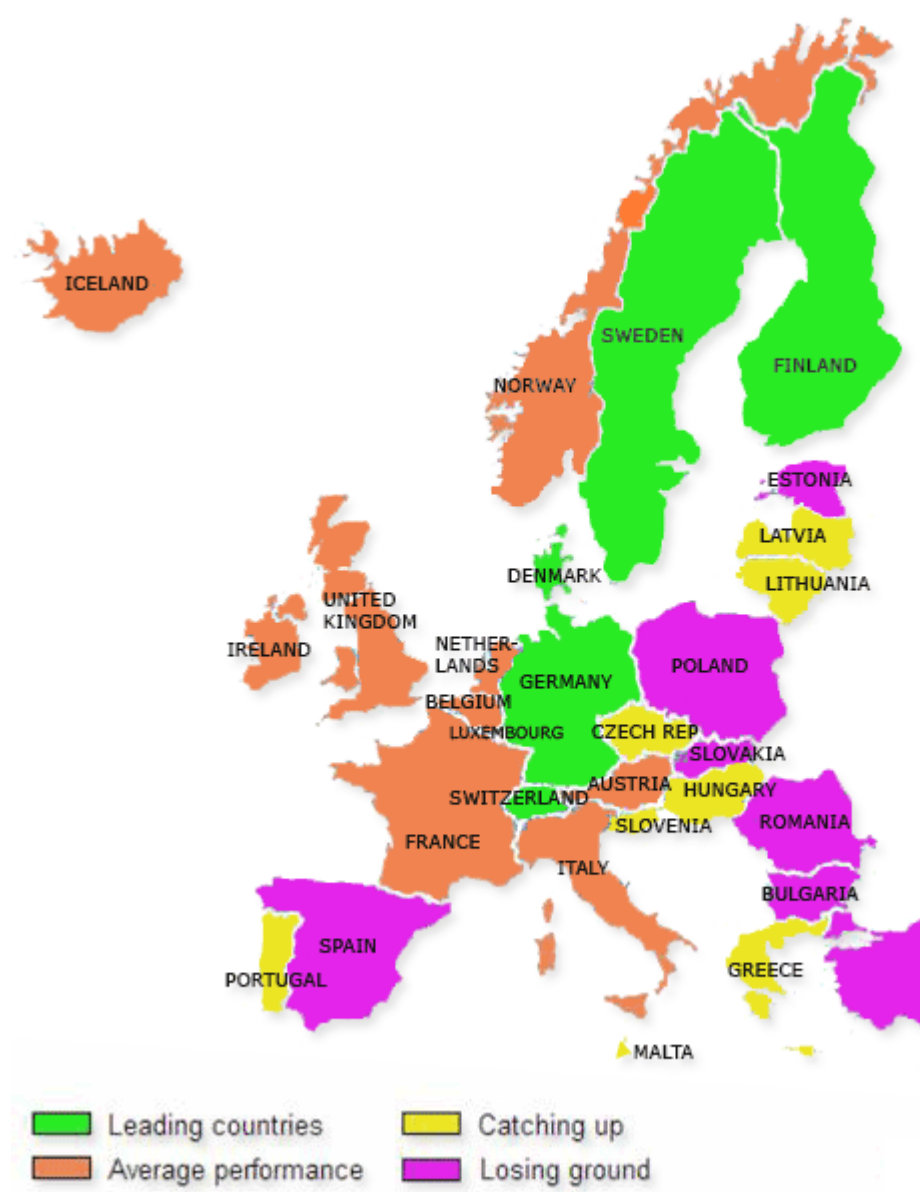 ICELAND
SWEDEN
FINLAND
NORWAY
ESTONIA
LATVIA
DENMARK
LITHUANIA
UNITED
KINGDOM
IRELAND
NETHER-
LANDS
POLAND
GERMANY
BELGIUM
LUXEMBOURG
CZECH REP
SLOVAKIA
AUSTRIA
HUNGARY
SWITZERLAND
SLOVENIA
ROMANIA
FRANCE
ITALY
BULGARIA
SPAIN
PORTUGAL
GREECE
MALTA
Leading countries
Catching up
Average performance
Losing ground